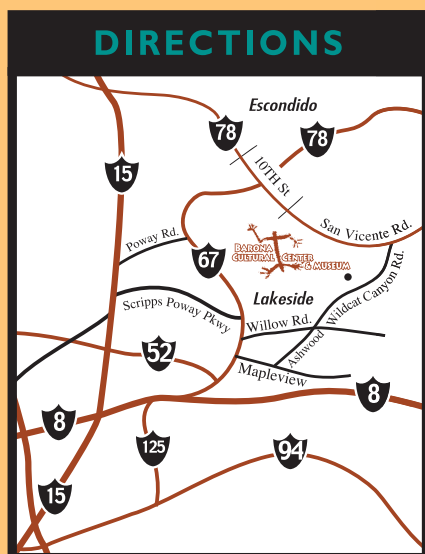 DIRECTIONS
Escondido
78
78
15
10TH St
San Vicente Rd.
Poway Rd.
BARONA
CULTURAL CENTER
& MUSEUM
67
Wildcat Canyon Rd.
Lakeside
Scripps Poway Pkwy
Willow Rd.
Ashwood
52
Mapleview
8
8
125
94
15